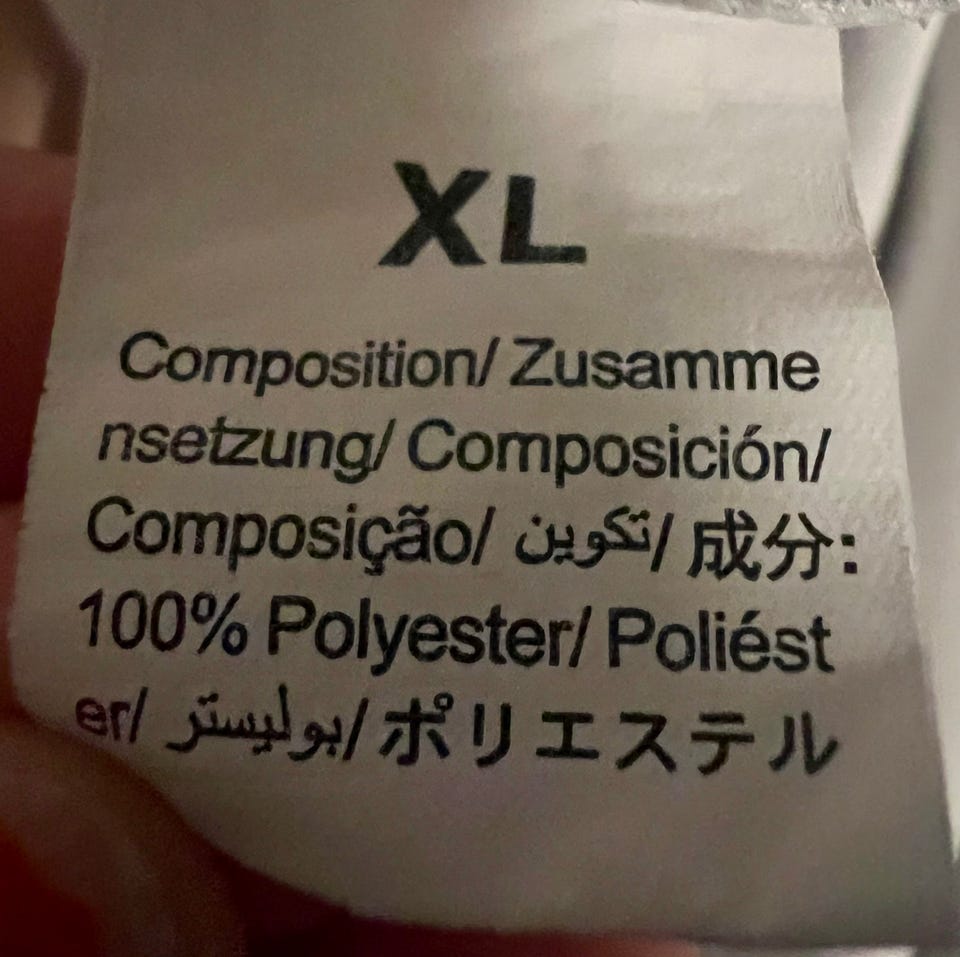 XL
Composition/ Zusamme
nsetzung/ Composición/
Composição/ تكوين/ 成分:
100% Polyester/ Poliést
er/ بوليستر/ ポリエステル